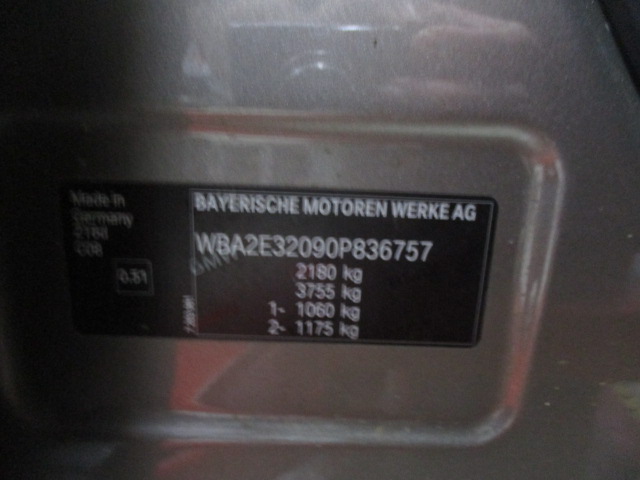 Made in
Germany
0.51
BAYERISCHE MOTOREN WERKE AG
WBA2E32090P836757
2180 kg
3755 kg
1- 1060 kg
2- 1175 kg